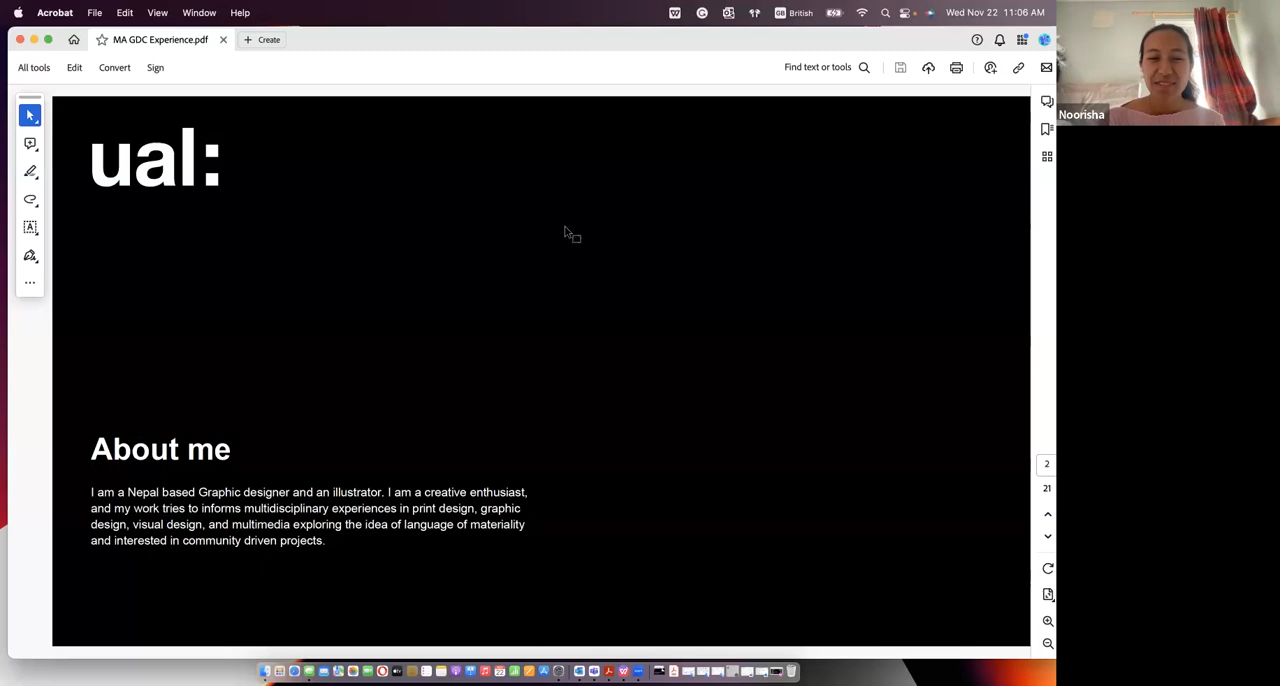 Acrobat File Edit View Window Help British Wed Nov 22 11:06 AM
MA GDC Experience.pdf + Create
All tools Edit Convert Sign Find text or tools
Noorisha
ual:
About me
I am a Nepal based Graphic designer and an illustrator. I am a creative enthusiast,
and my work tries to informs multidisciplinary experiences in print design, graphic
design, visual design, and multimedia exploring the idea of language of materiality
and interested in community driven projects.
2
21